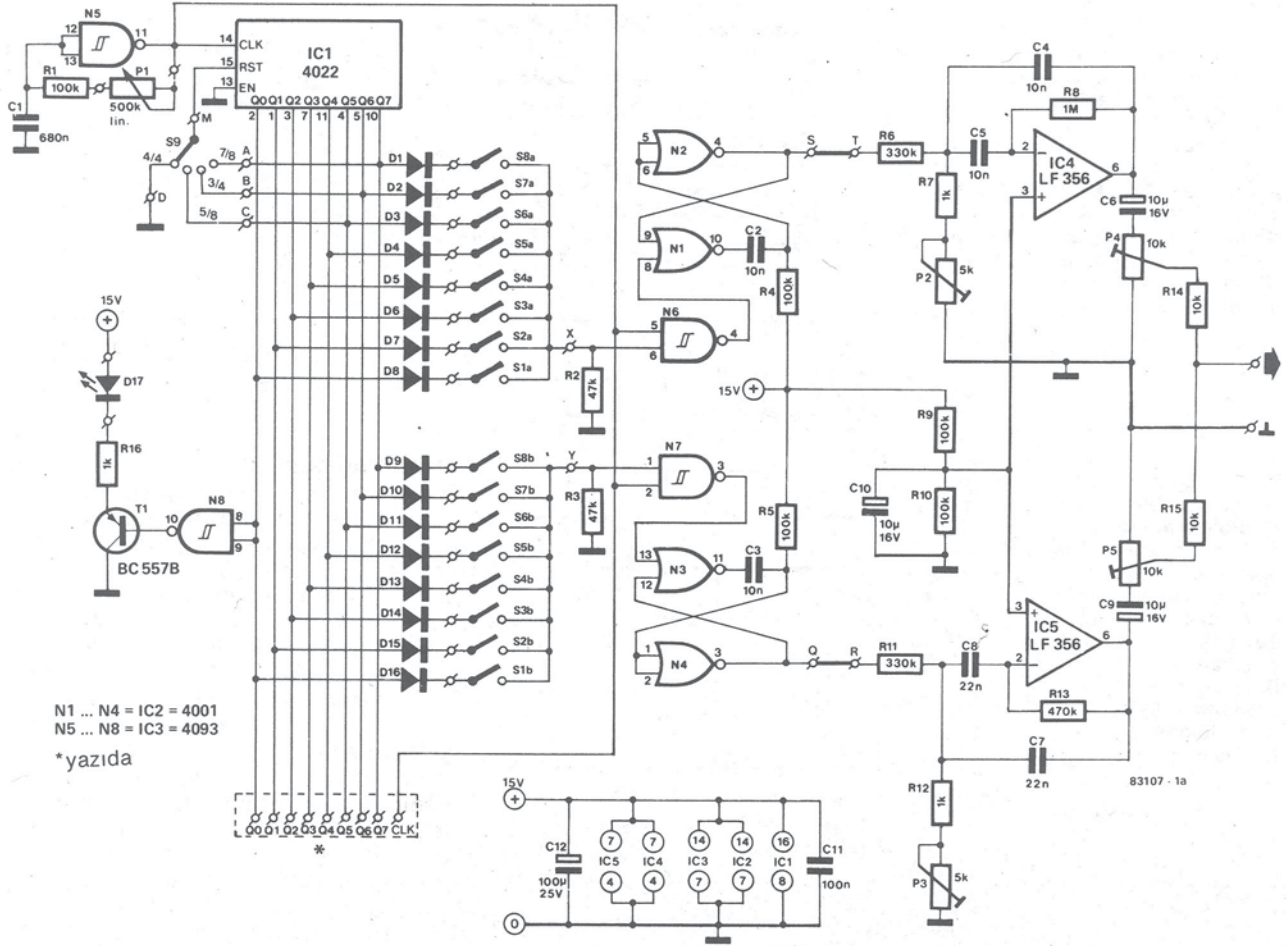 N5
12
13
11
R1
100k
P1
500k
lin.
C1
680n
14
CLK
15
RST
13
EN
IC1
4022
Q0 Q1 Q2 Q3 Q4 Q5 Q6 Q7
2 1 3 7 11 4 5 10
M
S9
4/4
7/8
3/4
5/8
A
B
C
D
D1
S8a
D2
S7a
D3
S6a
D4
S5a
D5
S4a
D6
S3a
D7
S2a
D8
S1a
X
R2
47k
15V
D17
R16
1k
T1
BC 557B
N8
10
8
9
D9
S8b
D10
S7b
D11
S6b
D12
S5b
D13
S4b
D14
S3b
D15
S2b
D16
S1b
Y
R3
47k
N2
5
6
4
N1
9
8
10
C2
10n
R4
100k
N6
5
6
4
15V
N7
1
2
3
R5
100k
N3
13
12
11
C3
10n
N4
1
2
3
S
T
R6
330k
C4
10n
R8
1M
C5
10n
R7
1k
P2
5k
2
3
6
IC4
LF 356
C6
10µ
16V
P4
10k
R14
10k
R9
100k
R10
100k
C10
10µ
16V
R15
10k
P5
10k
C9
10µ
16V
3
2
6
IC5
LF 356
Q
R
R11
330k
C8
22n
R13
470k
C7
22n
R12
1k
P3
5k
83107 - 1a
N1 ... N4 = IC2 = 4001
N5 ... N8 = IC3 = 4093
*yazıda
Q0 Q1 Q2 Q3 Q4 Q5 Q6 Q7 CLK
*
15V
0
C12
100µ
25V
7 7 14 14 16
IC5 IC4 IC3 IC2 IC1
4 4 7 7 8
C11
100n